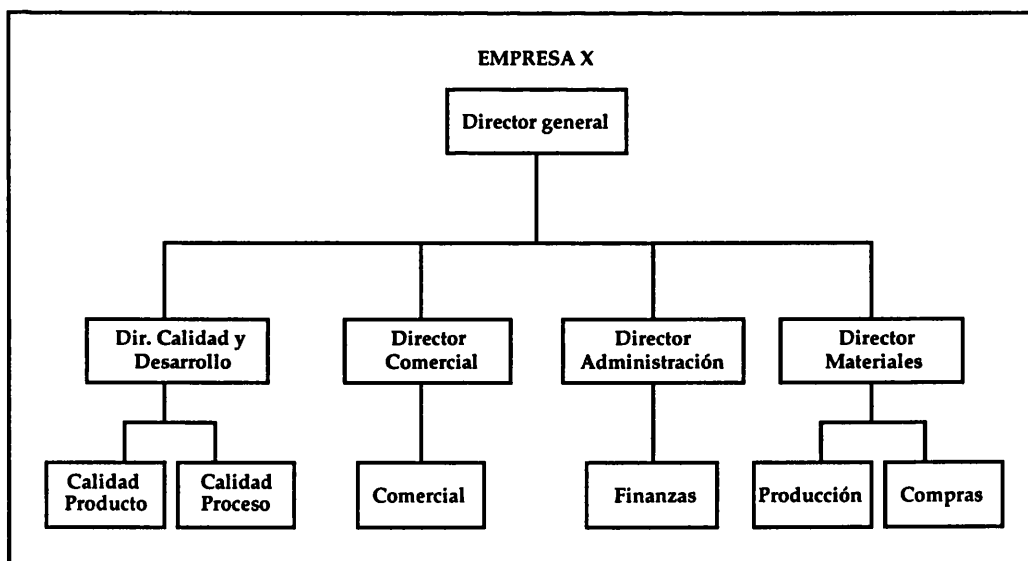 EMPRESA X
Director general
Dir. Calidad y
Desarrollo
Director
Comercial
Director
Administración
Director
Materiales
Calidad
Producto
Calidad
Proceso
Comercial
Finanzas
Producción
Compras